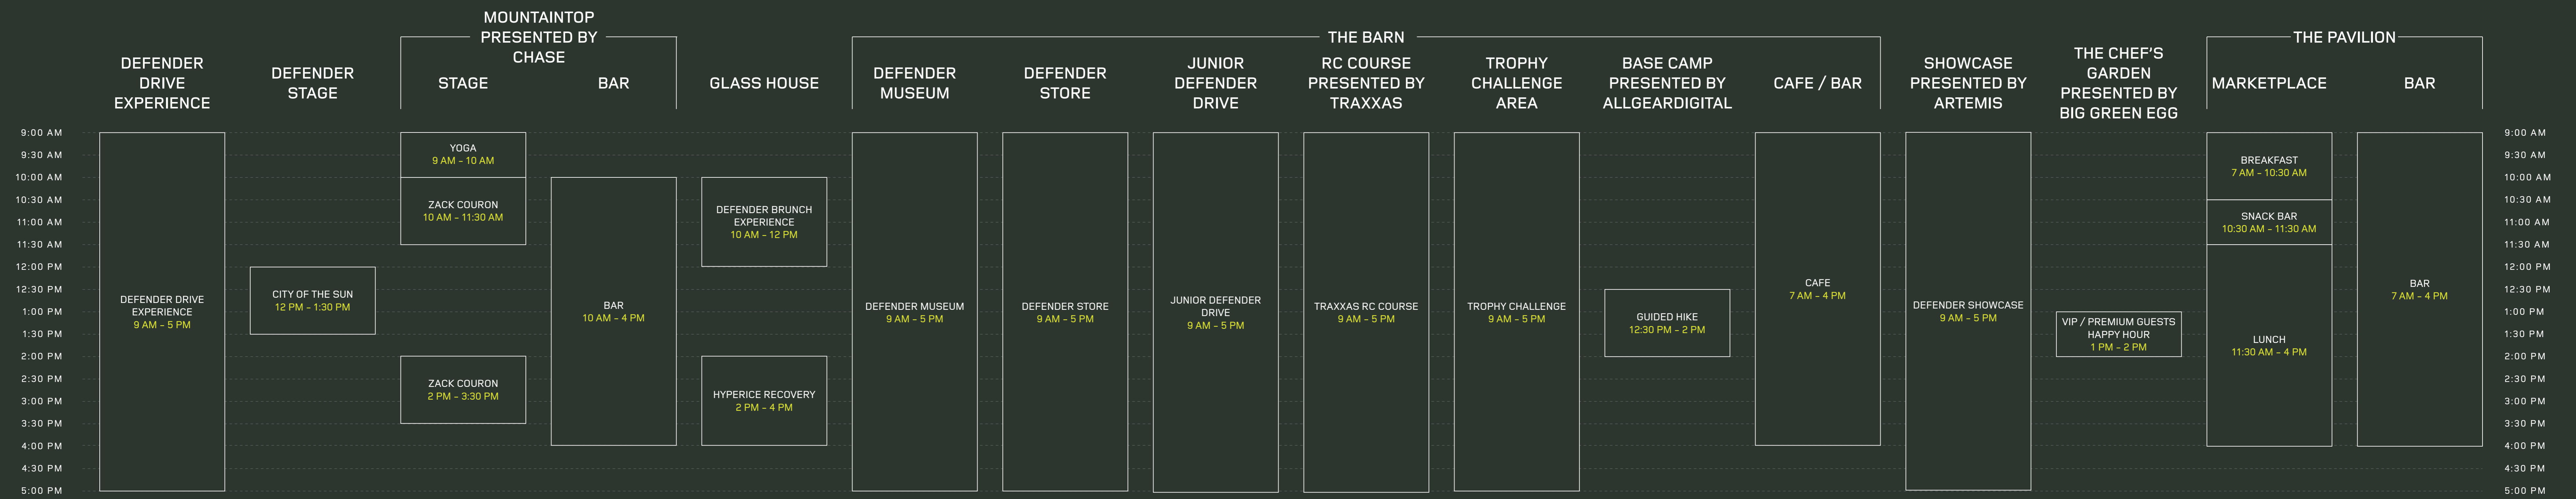 MOUNTAINTOP
PRESENTED BY
CHASE
THE BARN
THE PAVILION
DEFENDER
DRIVE
EXPERIENCE
DEFENDER
STAGE
STAGE
BAR
GLASS HOUSE
DEFENDER
MUSEUM
DEFENDER
STORE
JUNIOR
DEFENDER
DRIVE
RC COURSE
PRESENTED BY
TRAXXAS
TROPHY
CHALLENGE
AREA
BASE CAMP
PRESENTED BY
ALLGEARDIGITAL
CAFE / BAR
SHOWCASE
PRESENTED BY
ARTEMIS
THE CHEF'S
GARDEN
PRESENTED BY
BIG GREEN EGG
MARKETPLACE
BAR
9:00 AM
9:30 AM
10:00 AM
10:30 AM
11:00 AM
11:30 AM
12:00 PM
12:30 PM
1:00 PM
1:30 PM
2:00 PM
2:30 PM
3:00 PM
3:30 PM
4:00 PM
4:30 PM
5:00 PM
DEFENDER DRIVE
EXPERIENCE
9 AM – 5 PM
CITY OF THE SUN
12 PM – 1:30 PM
YOGA
9 AM – 10 AM
ZACK COURON
10 AM – 11:30 AM
ZACK COURON
2 PM – 3:30 PM
BAR
10 AM – 4 PM
DEFENDER BRUNCH
EXPERIENCE
10 AM – 12 PM
HYPERICE RECOVERY
2 PM – 4 PM
DEFENDER MUSEUM
9 AM – 5 PM
DEFENDER STORE
9 AM – 5 PM
JUNIOR DEFENDER
DRIVE
9 AM – 5 PM
TRAXXAS RC COURSE
9 AM – 5 PM
TROPHY CHALLENGE
9 AM – 5 PM
GUIDED HIKE
12:30 PM – 2 PM
CAFE
7 AM – 4 PM
DEFENDER SHOWCASE
9 AM – 5 PM
VIP / PREMIUM GUESTS
HAPPY HOUR
1 PM – 2 PM
BREAKFAST
7 AM – 10:30 AM
SNACK BAR
10:30 AM – 11:30 AM
LUNCH
11:30 AM – 4 PM
BAR
7 AM – 4 PM
9:00 AM
9:30 AM
10:00 AM
10:30 AM
11:00 AM
11:30 AM
12:00 PM
12:30 PM
1:00 PM
1:30 PM
2:00 PM
2:30 PM
3:00 PM
3:30 PM
4:00 PM
4:30 PM
5:00 PM